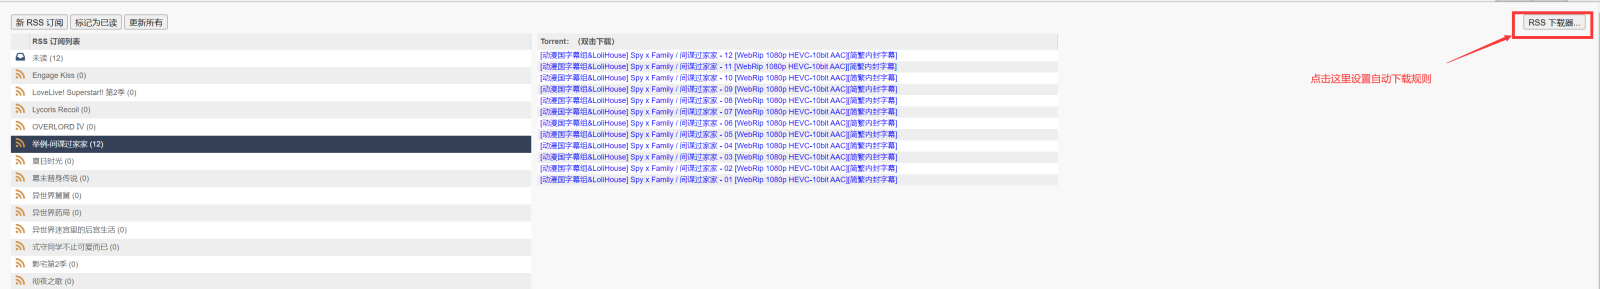 新 RSS 订阅 标记为已读 更新所有 RSS 下载器...
RSS 订阅列表
未读 (12)
Engage Kiss (0)
LoveLive! Superstar!! 第2季 (0)
Lycoris Recoil (0)
OVERLORD IV (0)
举例-间谍过家家 (12)
夏日时光 (0)
幕末替身传说 (0)
异世界舅舅 (0)
异世界药局 (0)
异世界迷宫里的后宫生活 (0)
式守同学不止可爱而已 (0)
影宅第2季 (0)
彻夜之歌 (0)
Torrent: （双击下载）
[动漫国字幕组&LoliHouse] Spy x Family / 间谍过家家 - 12 [WebRip 1080p HEVC-10bit AAC][简繁内封字幕]
[动漫国字幕组&LoliHouse] Spy x Family / 间谍过家家 - 11 [WebRip 1080p HEVC-10bit AAC][简繁内封字幕]
[动漫国字幕组&LoliHouse] Spy x Family / 间谍过家家 - 10 [WebRip 1080p HEVC-10bit AAC][简繁内封字幕]
[动漫国字幕组&LoliHouse] Spy x Family / 间谍过家家 - 09 [WebRip 1080p HEVC-10bit AAC][简繁内封字幕]
[动漫国字幕组&LoliHouse] Spy x Family / 间谍过家家 - 08 [WebRip 1080p HEVC-10bit AAC][简繁内封字幕]
[动漫国字幕组&LoliHouse] Spy x Family / 间谍过家家 - 07 [WebRip 1080p HEVC-10bit AAC][简繁内封字幕]
[动漫国字幕组&LoliHouse] Spy x Family / 间谍过家家 - 06 [WebRip 1080p HEVC-10bit AAC][简繁内封字幕]
[动漫国字幕组&LoliHouse] Spy x Family / 间谍过家家 - 05 [WebRip 1080p HEVC-10bit AAC][简繁内封字幕]
[动漫国字幕组&LoliHouse] Spy x Family / 间谍过家家 - 04 [WebRip 1080p HEVC-10bit AAC][简繁内封字幕]
[动漫国字幕组&LoliHouse] Spy x Family / 间谍过家家 - 03 [WebRip 1080p HEVC-10bit AAC][简繁内封字幕]
[动漫国字幕组&LoliHouse] Spy x Family / 间谍过家家 - 02 [WebRip 1080p HEVC-10bit AAC][简繁内封字幕]
[动漫国字幕组&LoliHouse] Spy x Family / 间谍过家家 - 01 [WebRip 1080p HEVC-10bit AAC][简繁内封字幕]
点击这里设置自动下载规则